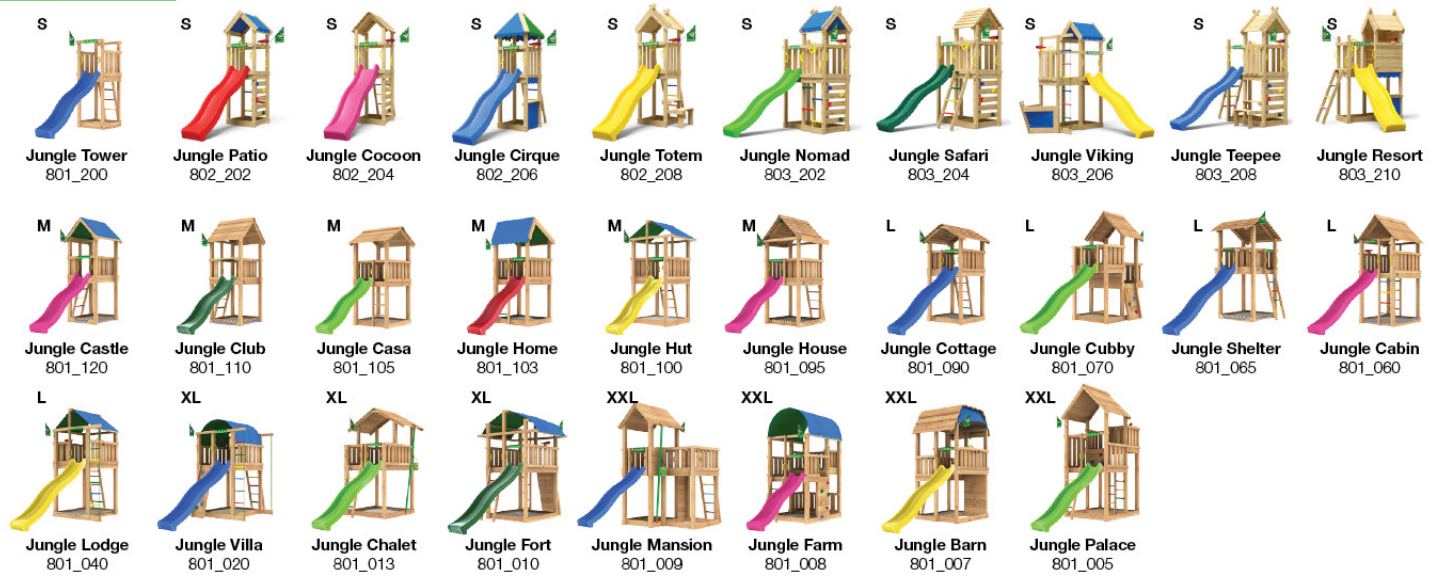 S S S S S S S S S S
Jungle Tower Jungle Patio Jungle Cocoon Jungle Cirque Jungle Totem Jungle Nomad Jungle Safari Jungle Viking Jungle Teepee Jungle Resort
801_200 802_202 802_204 802_206 802_208 803_202 803_204 803_206 803_208 803_210
M M M M M M L L L L
Jungle Castle Jungle Club Jungle Casa Jungle Home Jungle Hut Jungle House Jungle Cottage Jungle Cubby Jungle Shelter Jungle Cabin
801_120 801_110 801_105 801_103 801_100 801_095 801_090 801_070 801_065 801_060
L XL XL XL XXL XXL XXL XXL
Jungle Lodge Jungle Villa Jungle Chalet Jungle Fort Jungle Mansion Jungle Farm Jungle Barn Jungle Palace
801_040 801_020 801_013 801_010 801_009 801_008 801_007 801_005